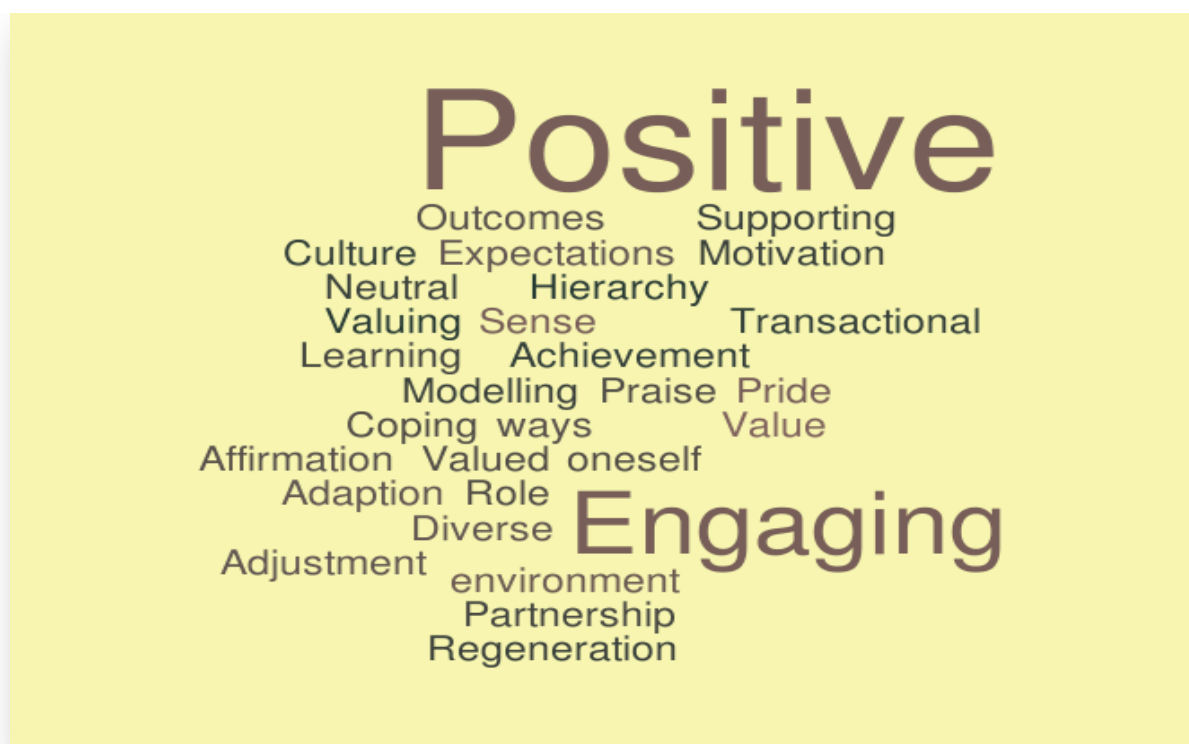 Positive
Outcomes Supporting
Culture Expectations Motivation
Neutral Hierarchy
Valuing Sense Transactional
Learning Achievement
Modelling Praise Pride
Coping ways Value
Affirmation Valued oneself
Adaption Role
Diverse Engaging
Adjustment
environment
Partnership
Regeneration